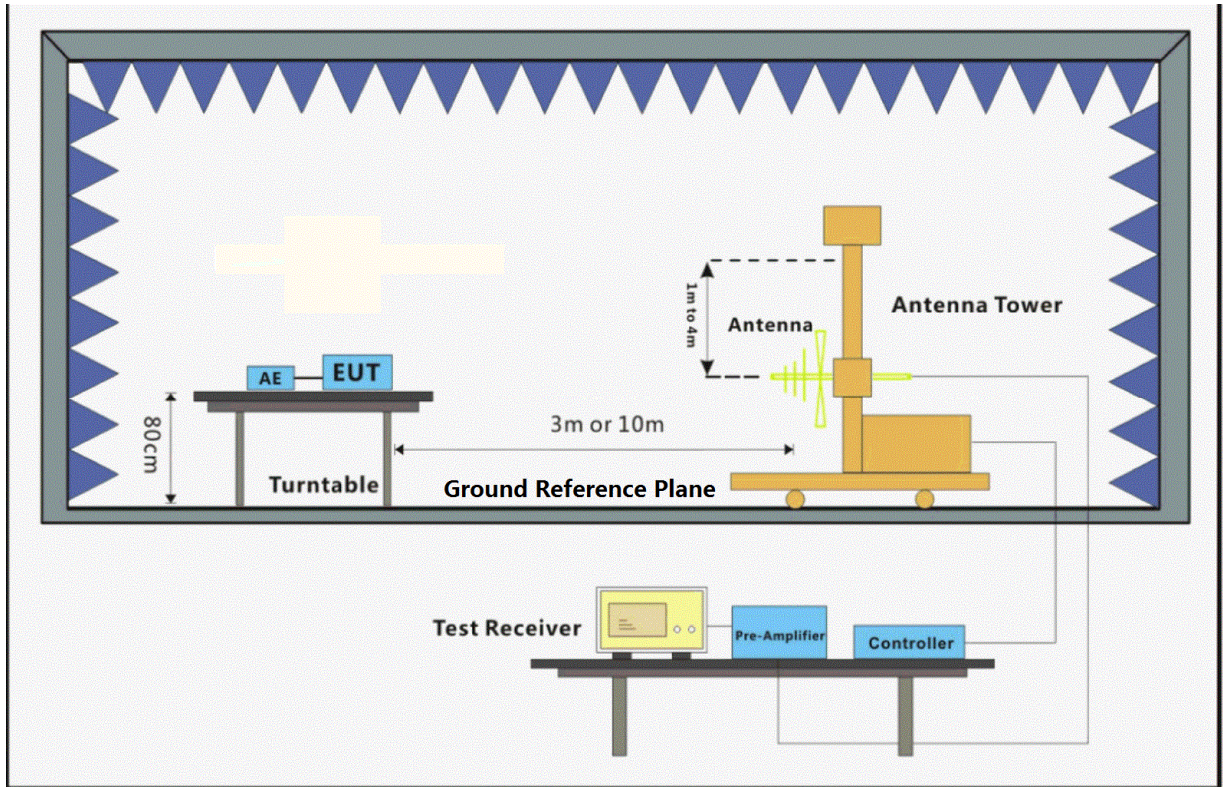 1m to 4m
Antenna
Antenna Tower
AE
EUT
80cm
3m or 10m
Turntable
Ground Reference Plane
Test Receiver
Pre-Amplifier
Controller